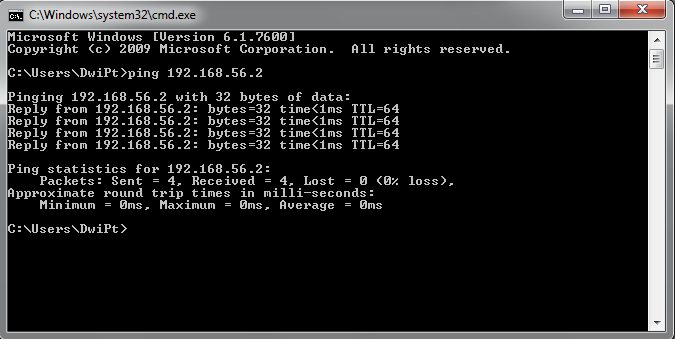 C:\Windows\system32\cmd.exe
Microsoft Windows [Version 6.1.7600]
Copyright (c) 2009 Microsoft Corporation.  All rights reserved.
C:\Users\DwiPt>ping 192.168.56.2
Pinging 192.168.56.2 with 32 bytes of data:
Reply from 192.168.56.2: bytes=32 time<1ms TTL=64
Reply from 192.168.56.2: bytes=32 time<1ms TTL=64
Reply from 192.168.56.2: bytes=32 time<1ms TTL=64
Reply from 192.168.56.2: bytes=32 time<1ms TTL=64
Ping statistics for 192.168.56.2:
    Packets: Sent = 4, Received = 4, Lost = 0 (0% loss),
Approximate round trip times in milli-seconds:
    Minimum = 0ms, Maximum = 0ms, Average = 0ms
C:\Users\DwiPt>